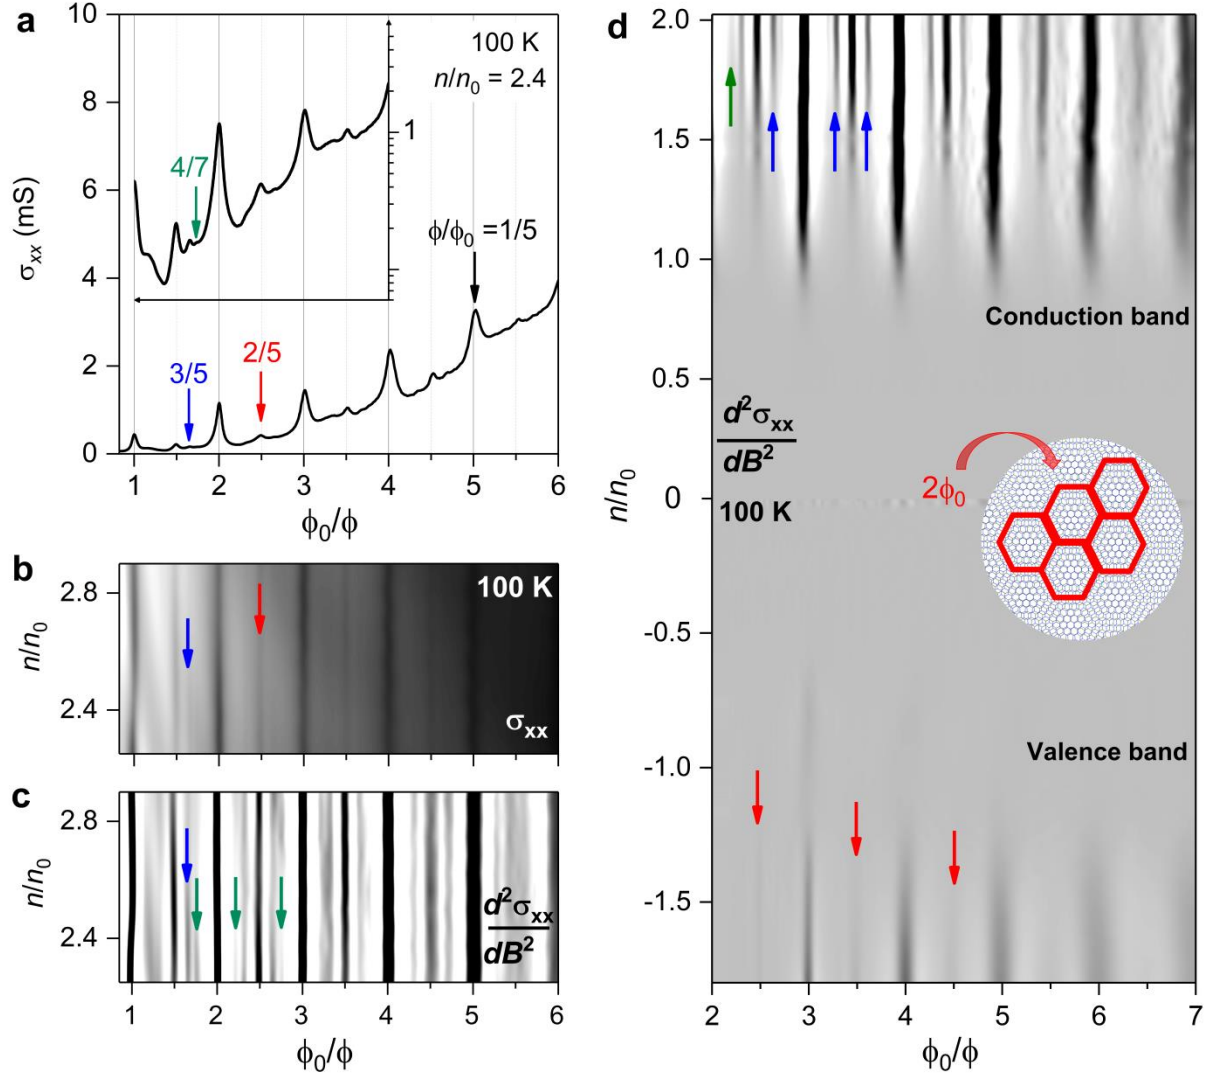 a
10
8
6
4
2
0
σxx (mS)
100 K
n/n0 = 2.4
1
4/7
ϕ/ϕ0 =1/5
3/5
2/5
1 2 3 4 5 6
ϕ0/ϕ
b
2.8
2.4
n/n0
100 K
σxx
c
2.8
2.4
n/n0
d²σxx
dB²
1 2 3 4 5 6
ϕ0/ϕ
d
2.0
1.5
1.0
0.5
0
-0.5
-1.0
-1.5
n/n0
Conduction band
d²σxx
dB²
100 K
2ϕ0
Valence band
2 3 4 5 6 7
ϕ0/ϕ